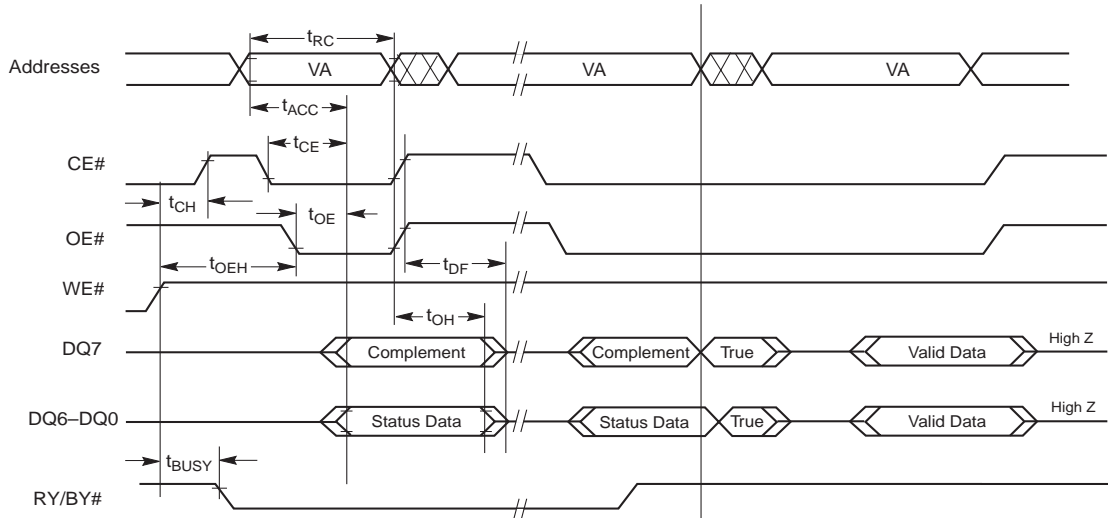 tRC
Addresses VA VA VA
tACC
tCE
CE#
tCH tOE
OE#
tOEH tDF
WE#
tOH
DQ7 Complement Complement True Valid Data High Z
DQ6–DQ0 Status Data Status Data True Valid Data High Z
tBUSY
RY/BY#